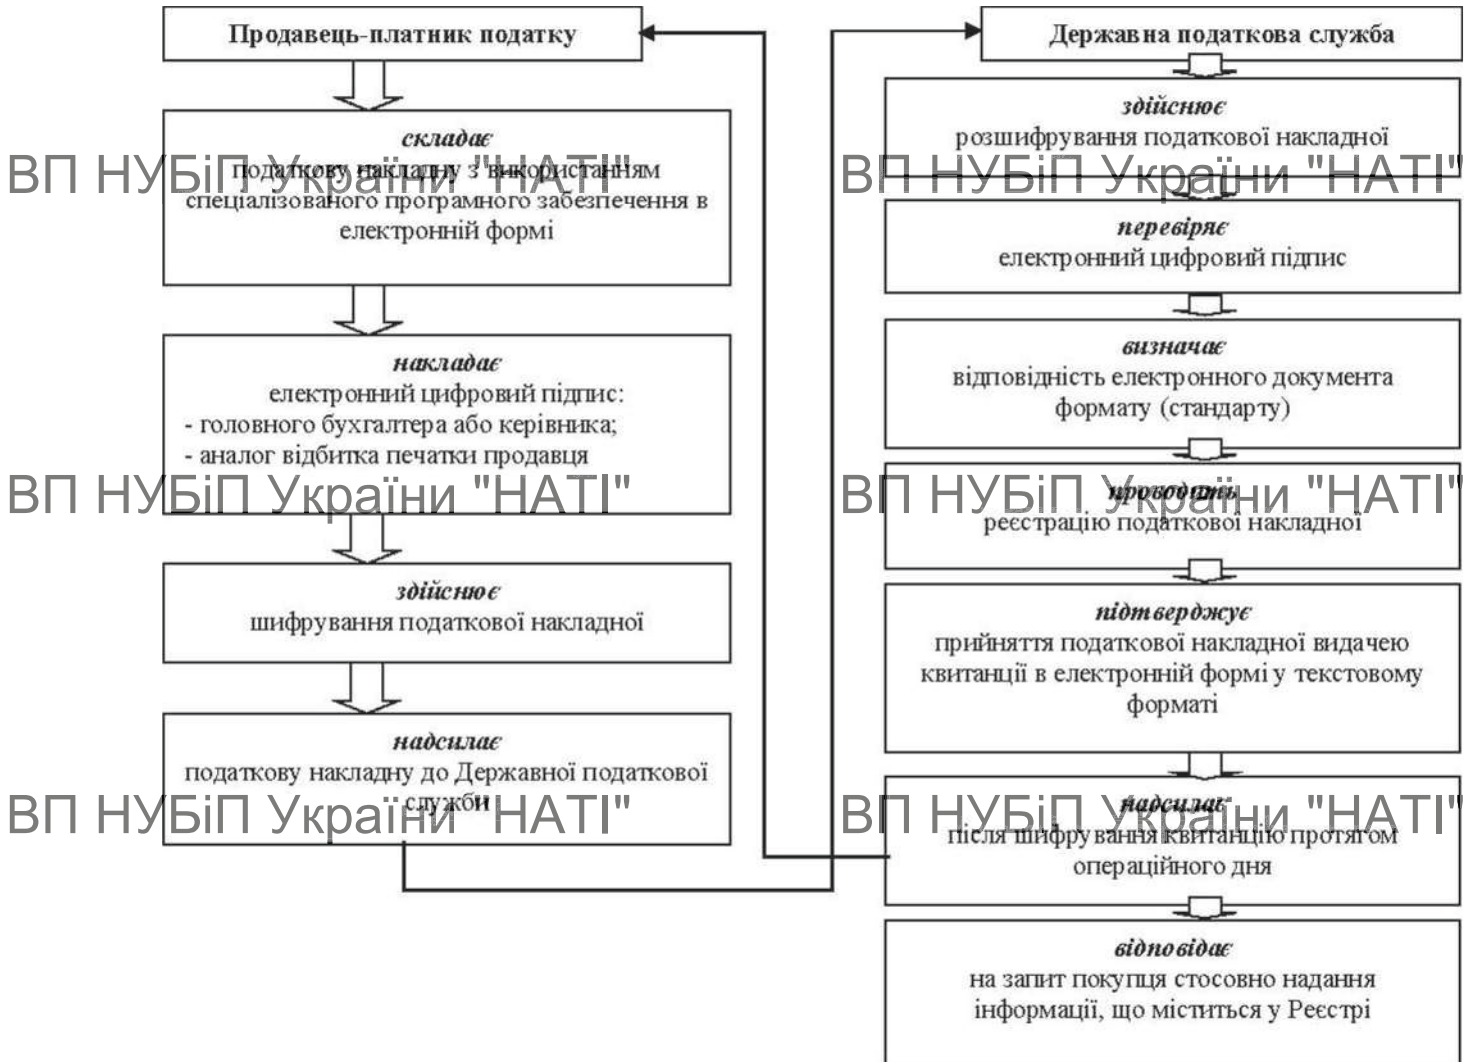 Продавець-платник податку
складає
податкову накладну з використанням
спеціалізованого програмного забезпечення в
електронній формі
ВП НУБіП України "НАТІ"
накладає
електронний цифровий підпис:
- головного бухгалтера або керівника;
- аналог відбитка печатки продавця
ВП НУБіП України "НАТІ"
здійснює
шифрування податкової накладної
надсилає
податкову накладну до Державної податкової
служби
ВП НУБіП України "НАТІ"
Державна податкова служба
здійснює
розшифрування податкової накладної
ВП НУБіП України "НАТІ"
перевіряє
електронний цифровий підпис
визначає
відповідність електронного документа
формату (стандарту)
проводить
ВП НУБіП України "НАТІ"
реєстрацію податкової накладної
підтверджує
прийняття податкової накладної видачею
квитанції в електронній формі у текстовому
форматі
надсилає
ВП НУБіП України "НАТІ"
після шифрування квитанцію протягом
операційного дня
відповідає
на запит покупця стосовно надання
інформації, що міститься у Реєстрі